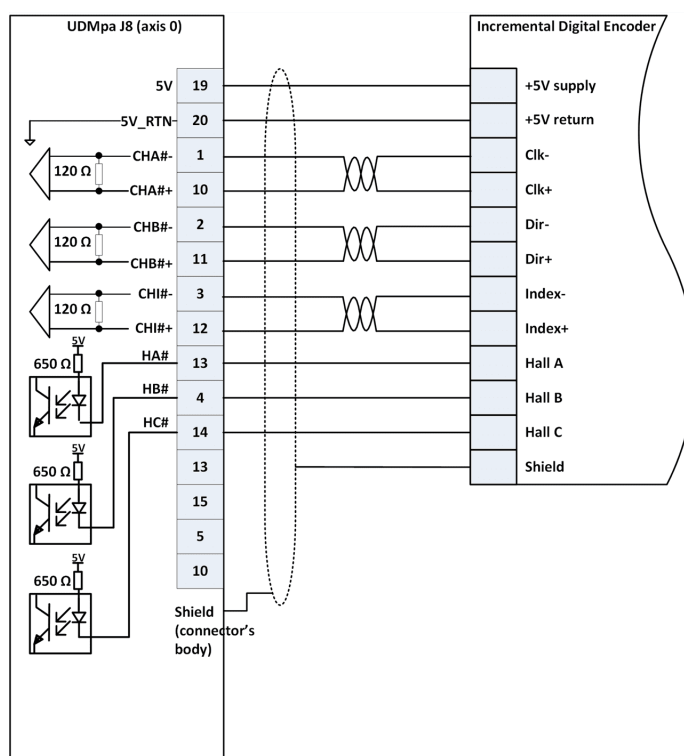 UDMpa J8 (axis 0)
Incremental Digital Encoder
5V 19 +5V supply
5V_RTN 20 +5V return
CHA#- 1 Clk-
120 Ω
CHA#+ 10 Clk+
CHB#- 2 Dir-
120 Ω
CHB#+ 11 Dir+
CHI#- 3 Index-
120 Ω
CHI#+ 12 Index+
5V
650 Ω
HA# 13 Hall A
HB# 4 Hall B
HC# 14 Hall C
5V
650 Ω
13 Shield
15
5
5V
650 Ω
10
Shield
(connector's
body)